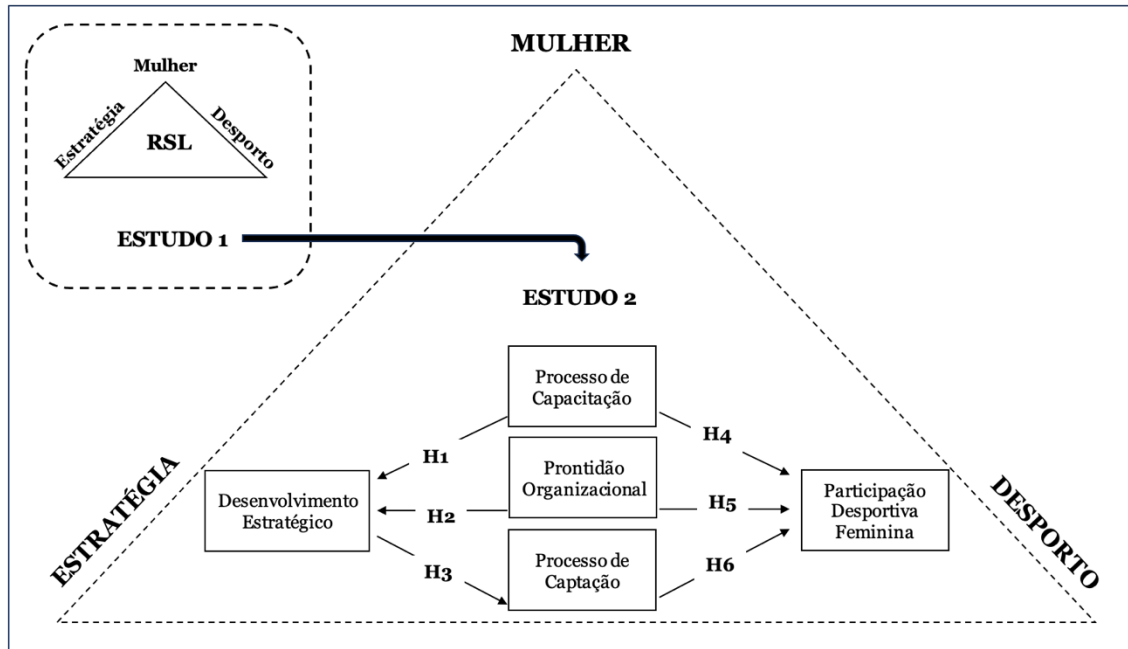 MULHER
Mulher
Estratégia
Desporto
RSL
ESTUDO 1
ESTUDO 2
Processo de
Capacitação
H1
H4
Prontidão
Organizacional
Desenvolvimento
Estratégico
H2
H5
Participação
Desportiva
Feminina
H3
Processo de
Captação
H6
ESTRATÉGIA
DESPORTO